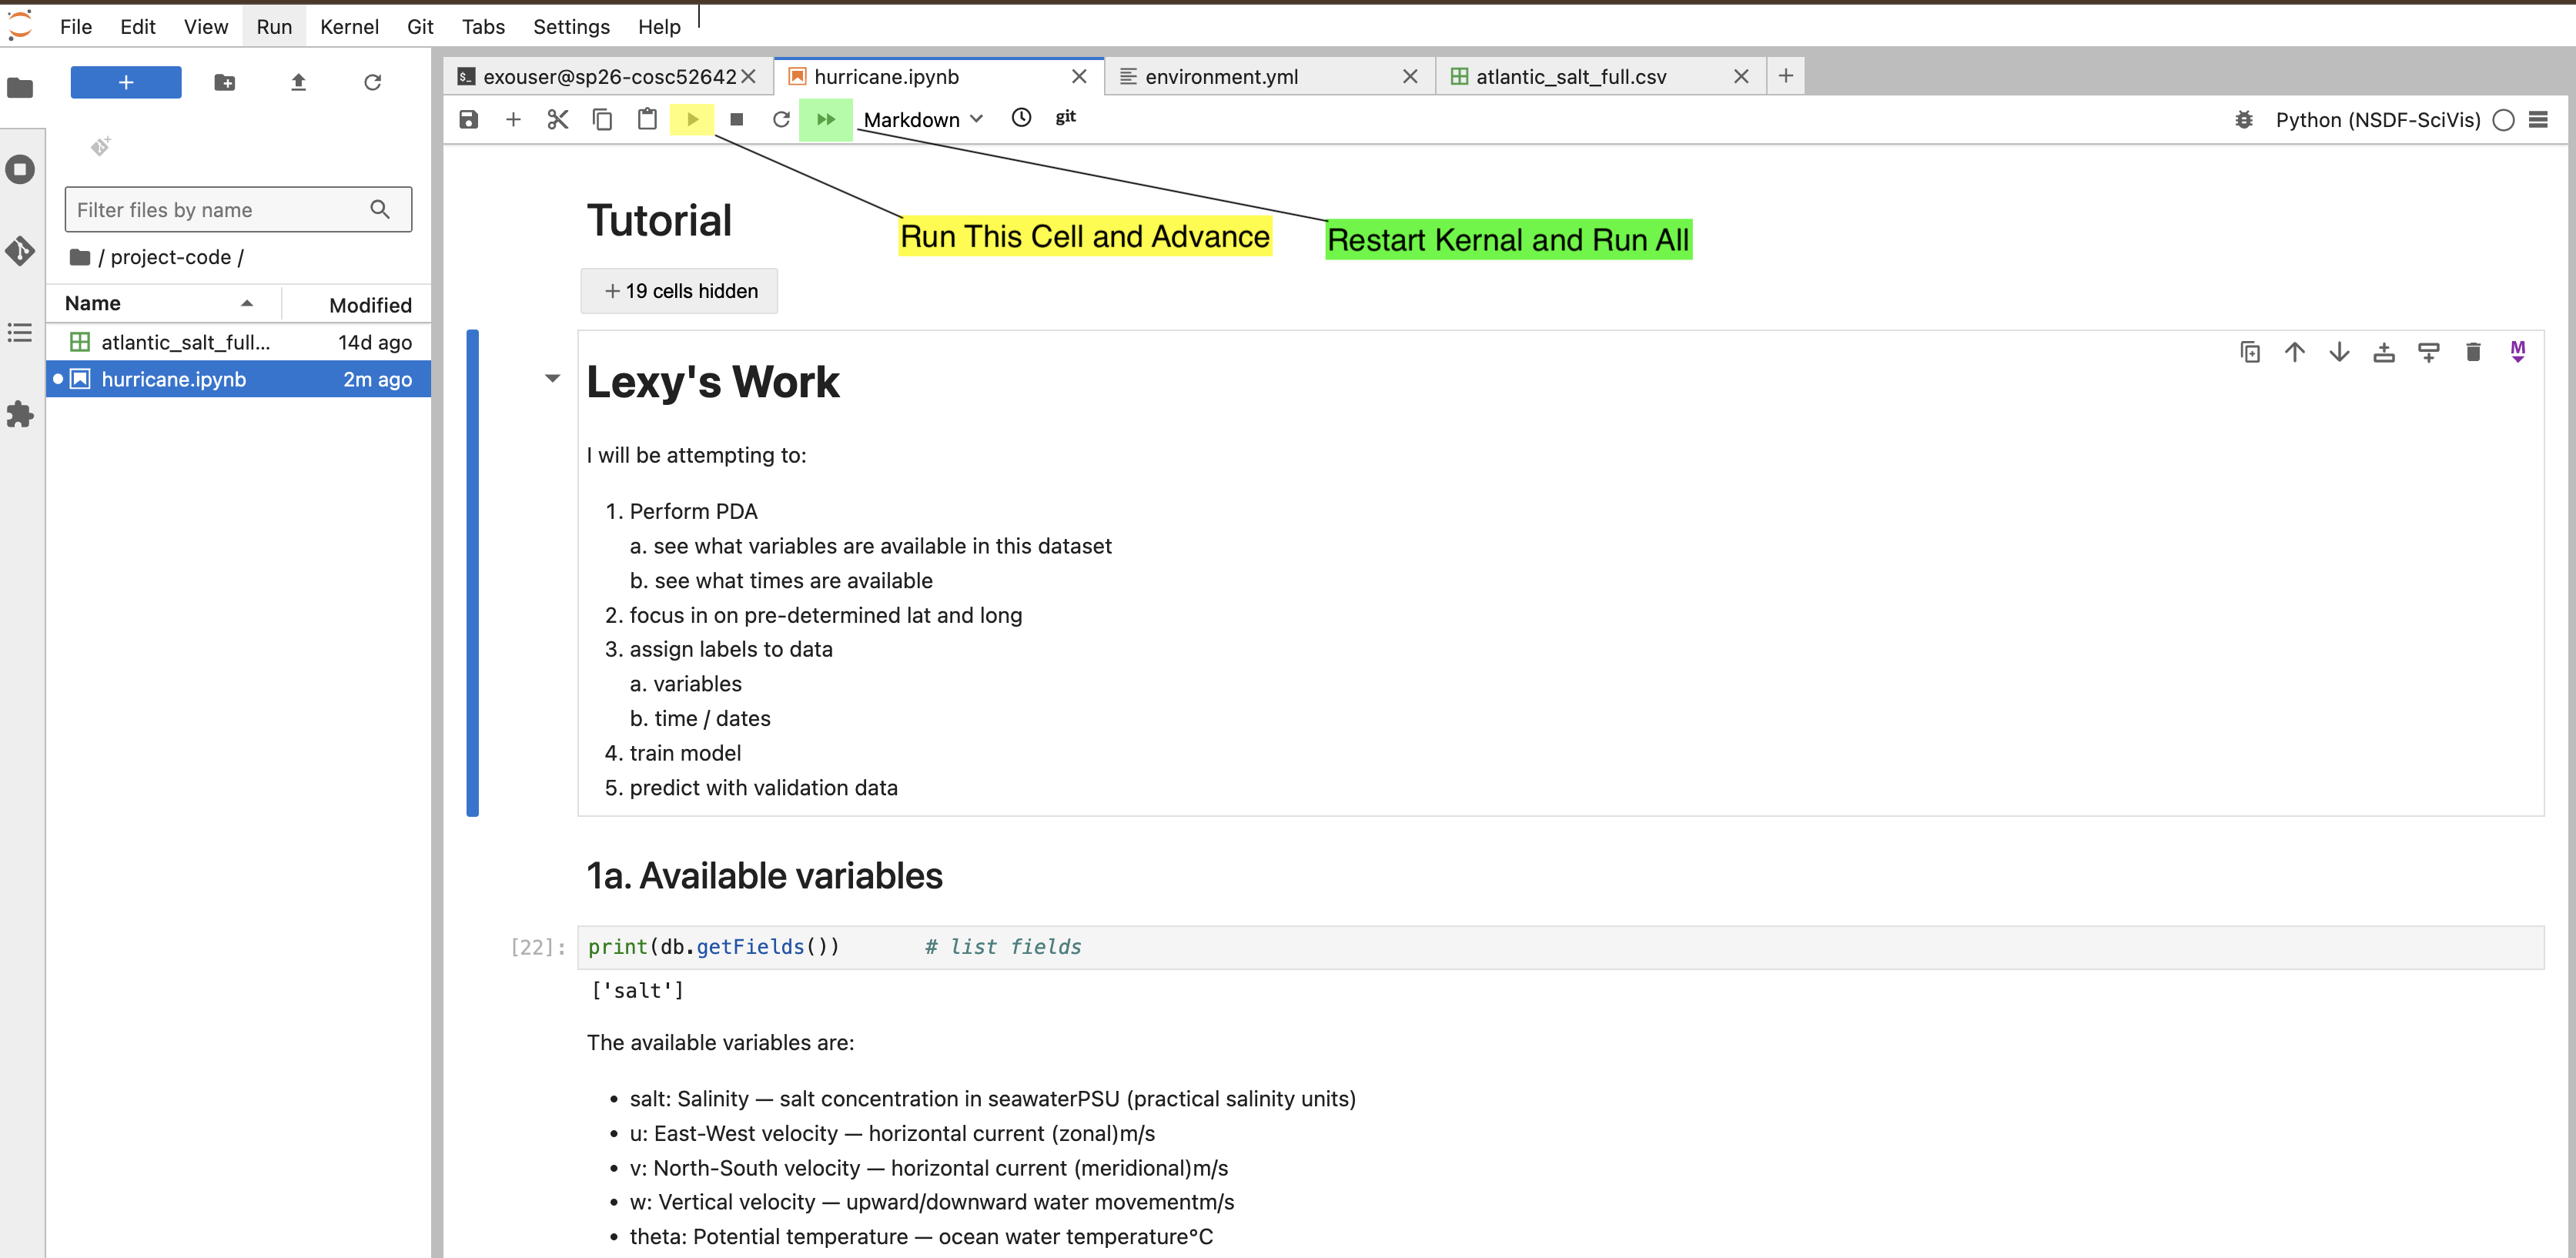 File Edit View Run Kernel Git Tabs Settings Help
exouser@sp26-cosc52642 hurricane.ipynb environment.yml atlantic_salt_full.csv
Markdown git Python (NSDF-SciVis)
Filter files by name
/ project-code /
Name Modified
atlantic_salt_full... 14d ago
hurricane.ipynb 2m ago
Tutorial
Run This Cell and Advance
Restart Kernal and Run All
+ 19 cells hidden
Lexy's Work
I will be attempting to:
1. Perform PDA
a. see what variables are available in this dataset
b. see what times are available
2. focus in on pre-determined lat and long
3. assign labels to data
a. variables
b. time / dates
4. train model
5. predict with validation data
M
1a. Available variables
[22]: print(db.getFields()) # list fields
['salt']
The available variables are:
• salt: Salinity — salt concentration in seawaterPSU (practical salinity units)
• u: East-West velocity — horizontal current (zonal)m/s
• v: North-South velocity — horizontal current (meridional)m/s
• w: Vertical velocity — upward/downward water movementm/s
• theta: Potential temperature — ocean water temperature°C